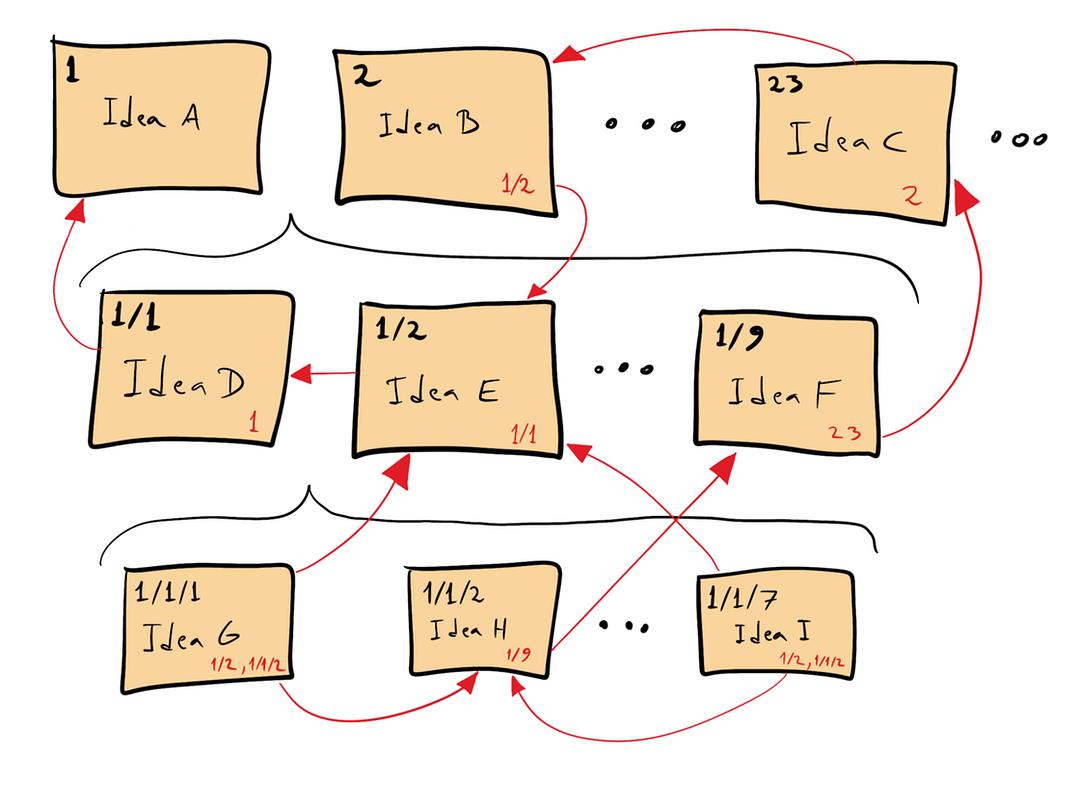 1
Idea A
2
Idea B
1/2
23
Idea C
2
1/1
Idea D
1
1/2
Idea E
1/1
1/9
Idea F
23
1/1/1
Idea G
1/2, 1/1/2
1/1/2
Idea H
1/9
1/1/7
Idea I
1/2, 1/1/2